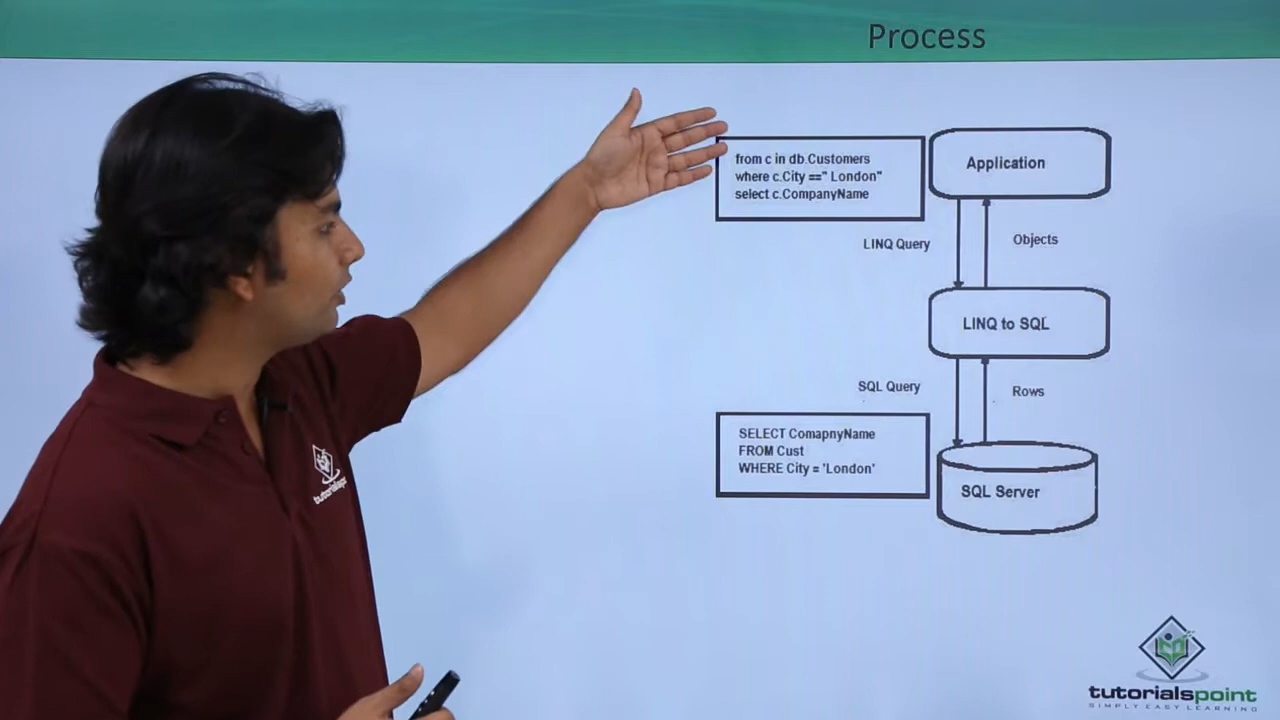 Process
from c in db.Customers
where c.City ==" London"
select c.CompanyName
Application
LINQ Query
Objects
LINQ to SQL
SQL Query
Rows
SELECT ComapnyName
FROM Cust
WHERE City = 'London'
SQL Server
tutorialspoint
SIMPLY EASY LEARNING